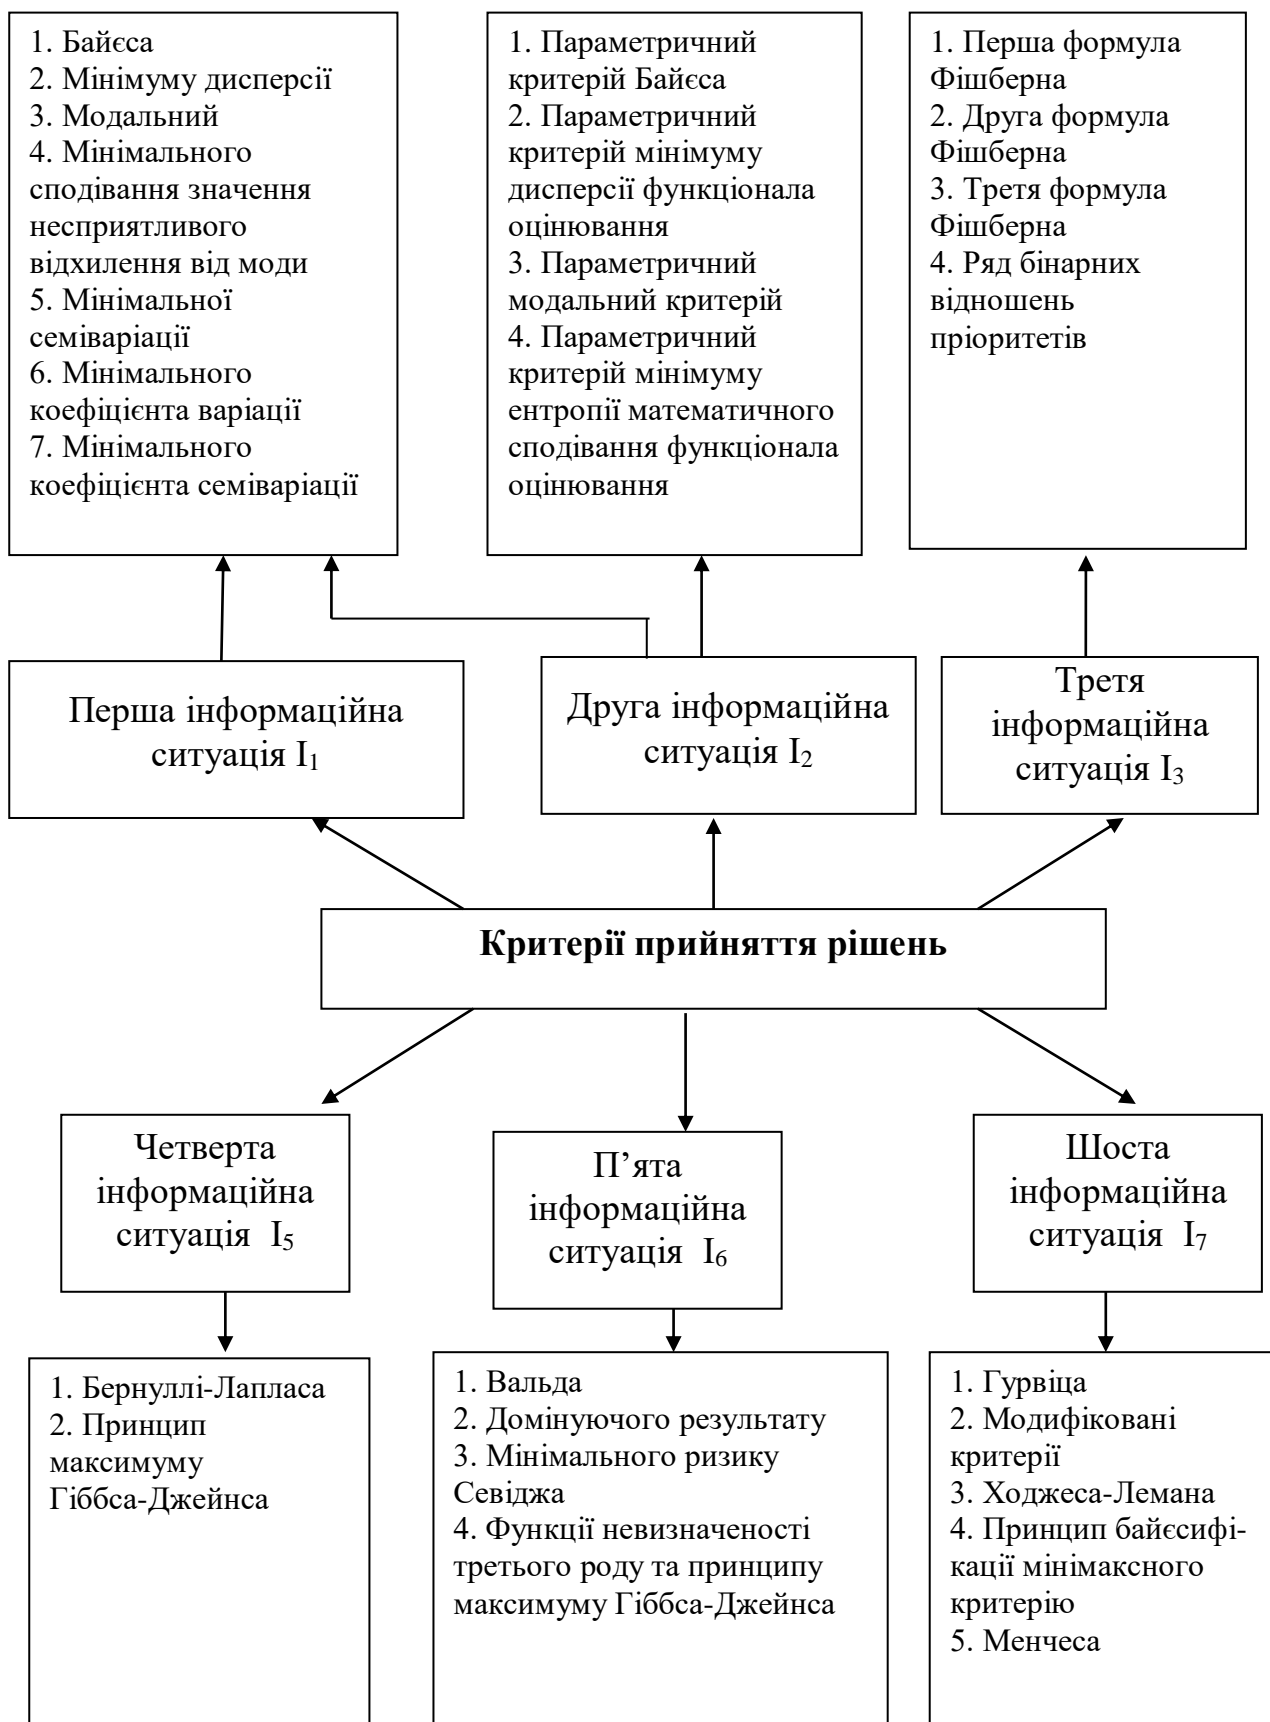 1. Байєса
2. Мінімуму дисперсії
3. Модальний
4. Мінімального
сподівання значення
несприятливого
відхилення від моди
5. Мінімальної
семіваріації
6. Мінімального
коефіцієнта варіації
7. Мінімального
коефіцієнта семіваріації
1. Параметричний
критерій Байєса
2. Параметричний
критерій мінімуму
дисперсії функціонала
оцінювання
3. Параметричний
модальний критерій
4. Параметричний
критерій мінімуму
ентропії математичного
сподівання функціонала
оцінювання
1. Перша формула
Фішберна
2. Друга формула
Фішберна
3. Третя формула
Фішберна
4. Ряд бінарних
відношень
пріоритетів
Перша інформаційна
ситуація I₁
Друга інформаційна
ситуація I₂
Третя
інформаційна
ситуація I₃
Критерії прийняття рішень
Четверта
інформаційна
ситуація I₅
П’ята
інформаційна
ситуація I₆
Шоста
інформаційна
ситуація I₇
1. Бернуллі-Лапласа
2. Принцип
максимуму
Гіббса-Джейнса
1. Вальда
2. Домінуючого результату
3. Мінімального ризику
Севіджа
4. Функції невизначеності
третього роду та принципу
максимуму Гіббса-Джейнса
1. Гурвіца
2. Модифіковані
критерії
3. Ходжеса-Лемана
4. Принцип байєсифі-
кації мінімаксного
критерію
5. Менчеса